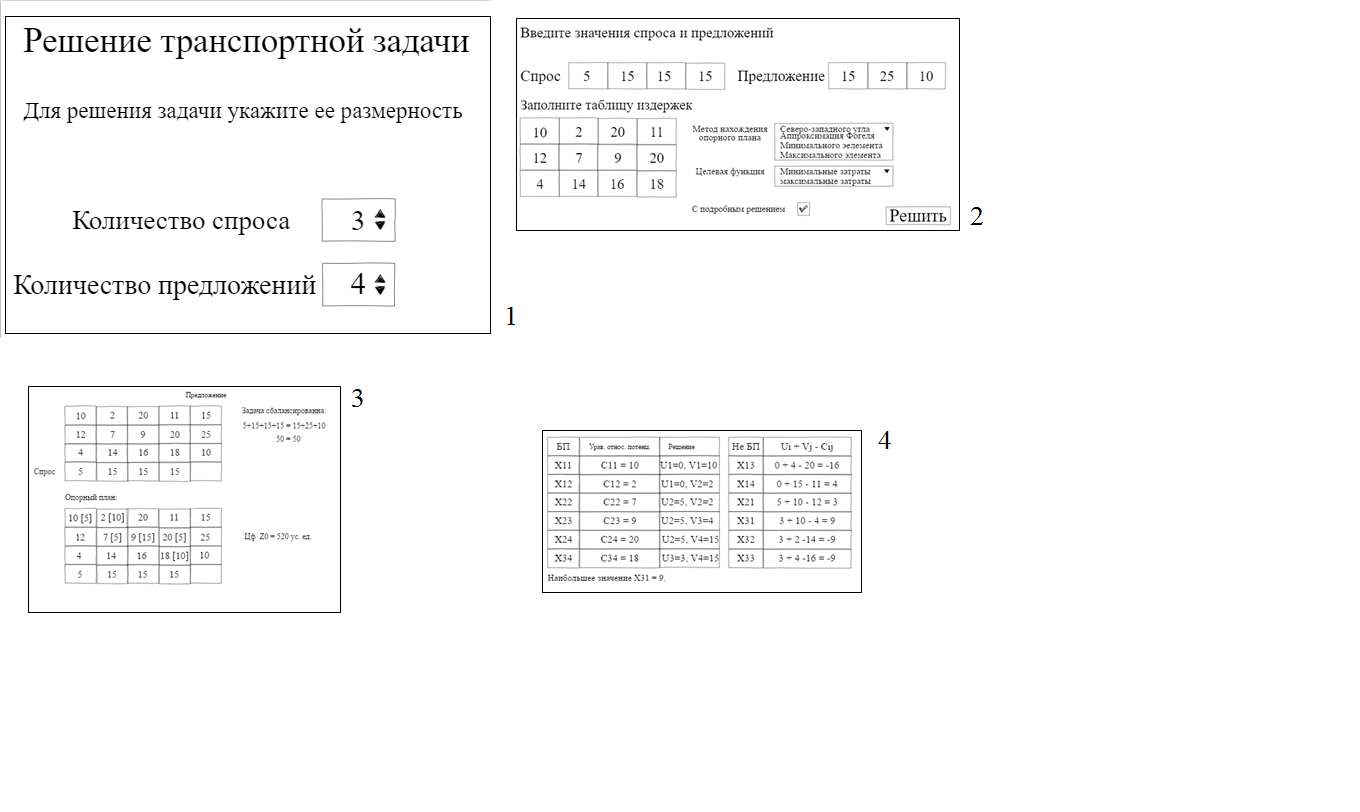 Решение транспортной задачи
Для решения задачи укажите ее размерность
Количество спроса 3
Количество предложений 4
1
Введите значения спроса и предложений
Спрос 5 15 15 15 Предложение 15 25 10
Заполните таблицу издержек
10 2 20 11
12 7 9 20
4 14 16 18
Метод нахождения
опорного плана
Северо-западного угла
Аппроксимация Фогеля
Минимального эелемента
Максимального элемента
Целевая функция
Минимальные затраты
максимальные затраты
С подробным решением
Решить
2
Предложение
10 2 20 11 15
12 7 9 20 25
4 14 16 18 10
Спрос 5 15 15 15
Задача сбалансированна:
5+15+15+15 = 15+25+10
50 = 50
Опорный план:
10 [5] 2 [10] 20 11 15
12 7 [5] 9 [15] 20 [5] 25
4 14 16 18 [10] 10
5 15 15 15
Цф Z0 = 520 ус. ед.
3
БП Урав. относ. потенц. Решение
X11 C11 = 10 U1=0, V1=10
X12 C12 = 2 U1=0, V2=2
X22 C22 = 7 U2=5, V2=2
X23 C23 = 9 U2=5, V3=4
X24 C24 = 20 U2=5, V4=15
X34 C34 = 18 U3=3, V4=15
Не БП Ui + Vj - Cij
X13 0 + 4 - 20 = -16
X14 0 + 15 - 11 = 4
X21 5 + 10 - 12 = 3
X31 3 + 10 - 4 = 9
X32 3 + 2 -14 = -9
X33 3 + 4 -16 = -9
Наибольшее значение X31 = 9.
4